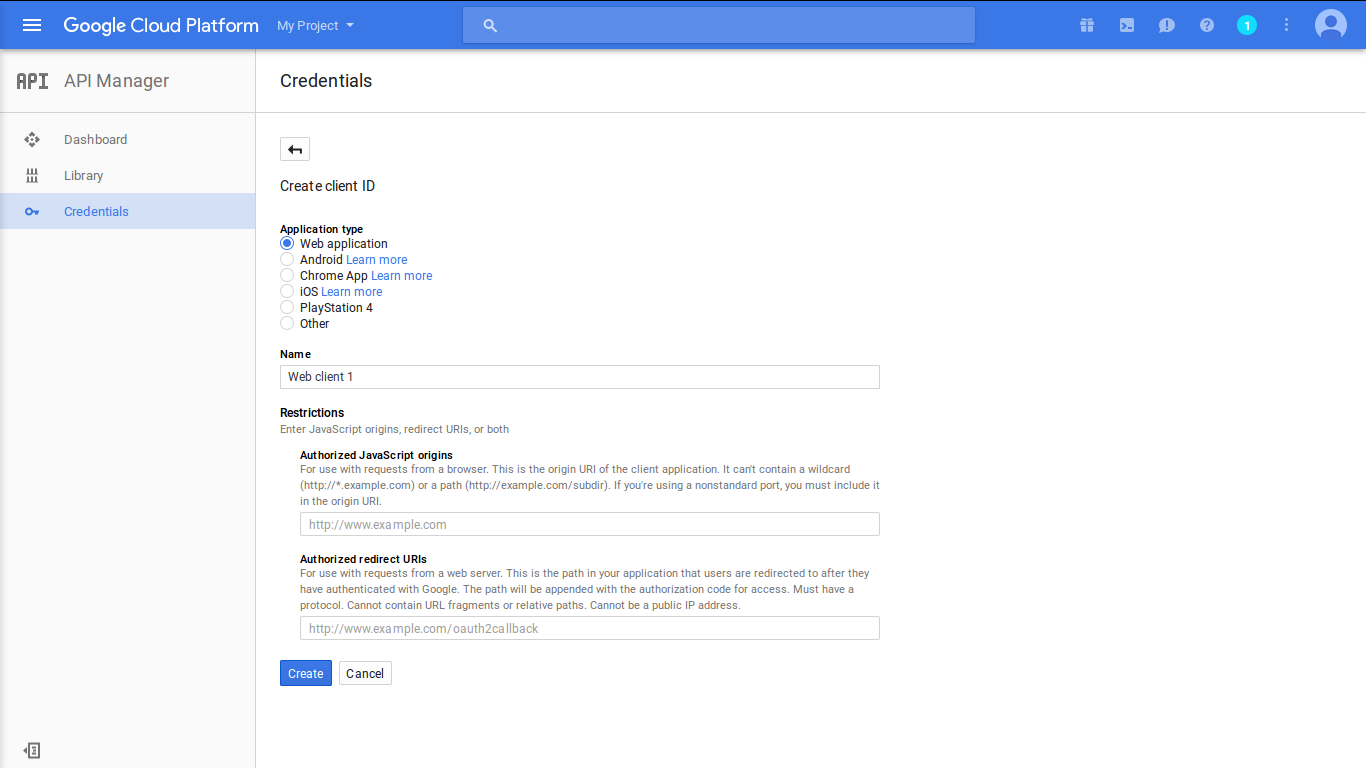 Google Cloud Platform My Project 1
API API Manager Credentials
Dashboard
Library
Credentials
Create client ID
Application type
Web application
Android Learn more
Chrome App Learn more
iOS Learn more
PlayStation 4
Other
Name
Web client 1
Restrictions
Enter JavaScript origins, redirect URIs, or both
Authorized JavaScript origins
For use with requests from a browser. This is the origin URI of the client application. It can't contain a wildcard
(http://*.example.com) or a path (http://example.com/subdir). If you're using a nonstandard port, you must include it
in the origin URI.
http://www.example.com
Authorized redirect URIs
For use with requests from a web server. This is the path in your application that users are redirected to after they
have authenticated with Google. The path will be appended with the authorization code for access. Must have a
protocol. Cannot contain URL fragments or relative paths. Cannot be a public IP address.
http://www.example.com/oauth2callback
Create Cancel